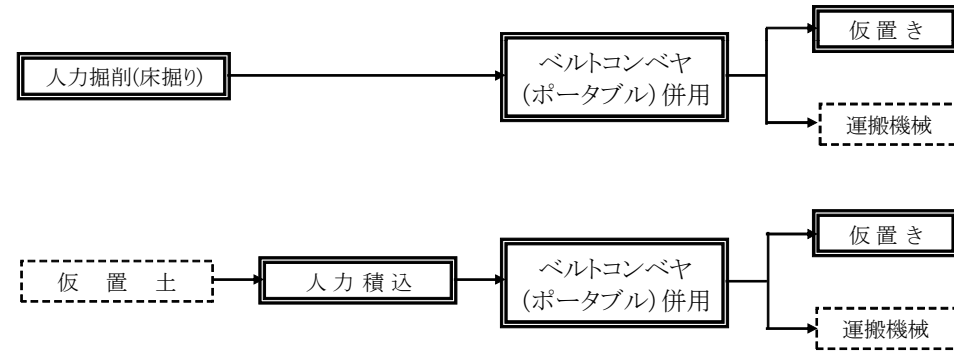 仮置き
人力掘削(床掘り)
ベルトコンベヤ
(ポータブル)併用
運搬機械
仮置き
仮置土
人力積込
ベルトコンベヤ
(ポータブル)併用
運搬機械